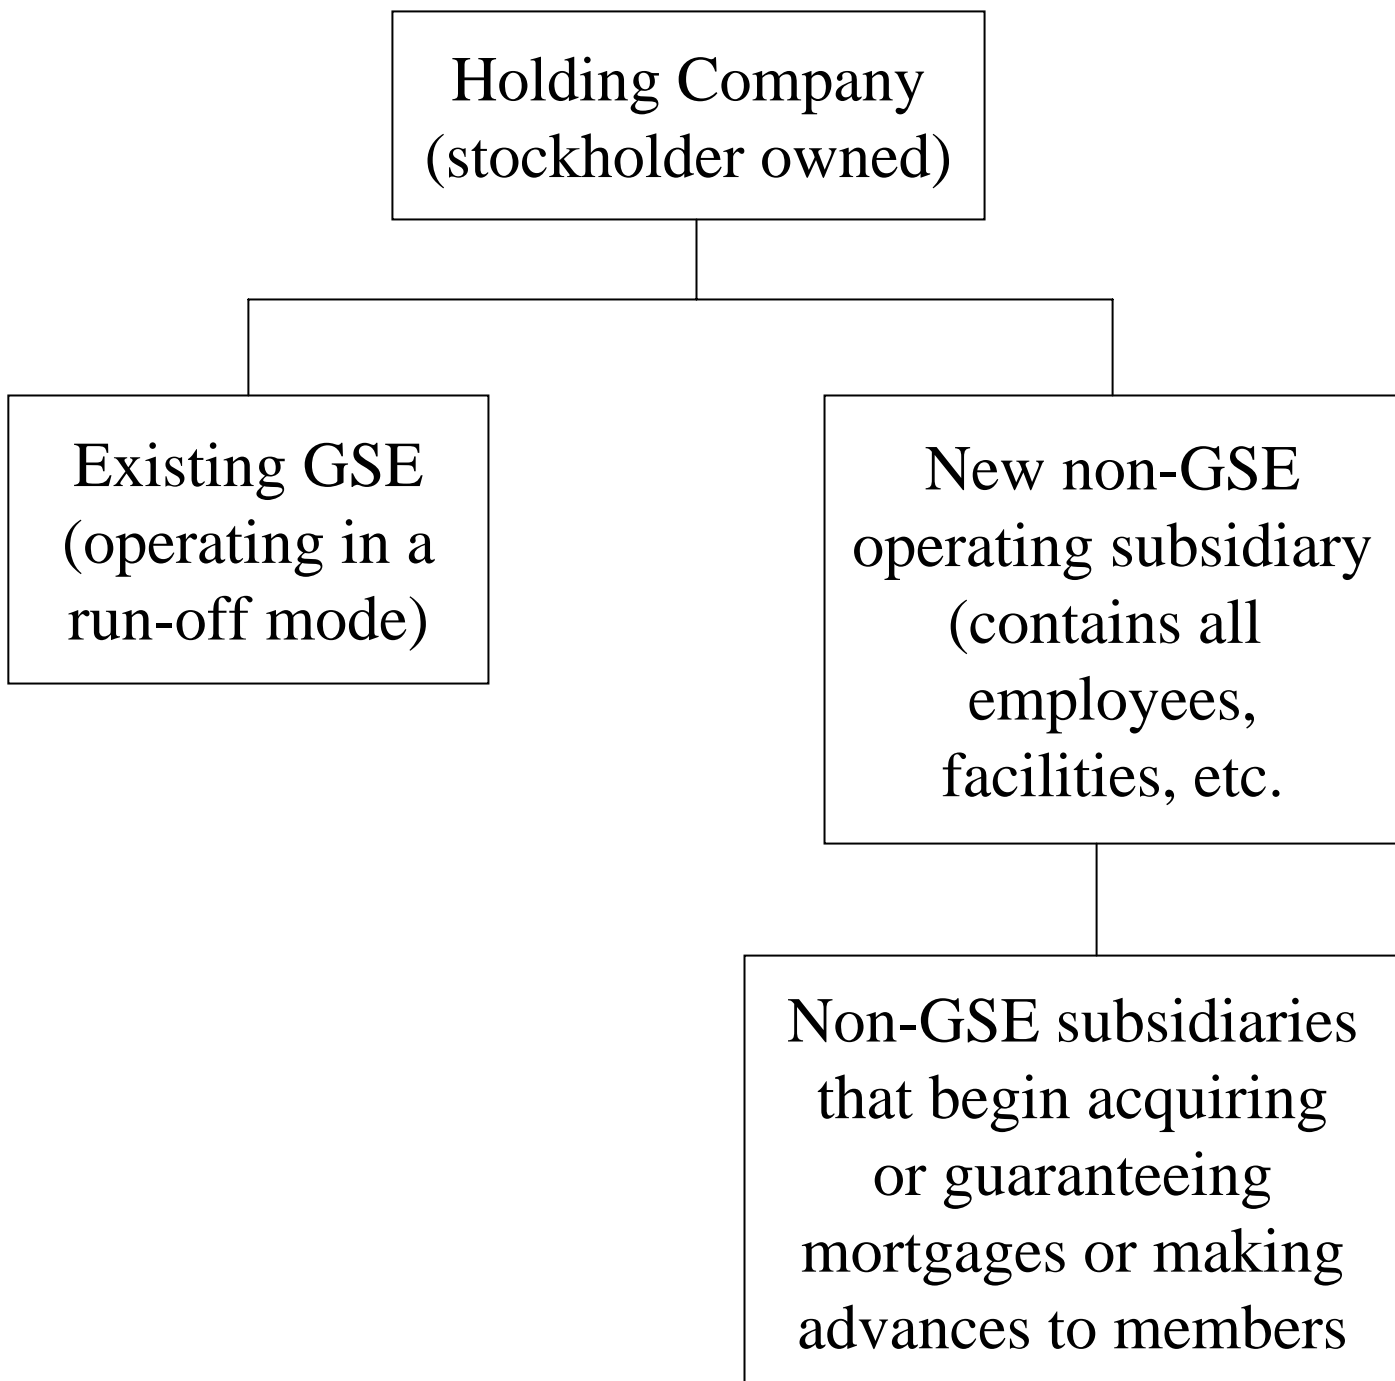 Holding Company
(stockholder owned)
Existing GSE
(operating in a
run-off mode)
New non-GSE
operating subsidiary
(contains all
employees,
facilities, etc.
Non-GSE subsidiaries
that begin acquiring
or guaranteeing
mortgages or making
advances to members